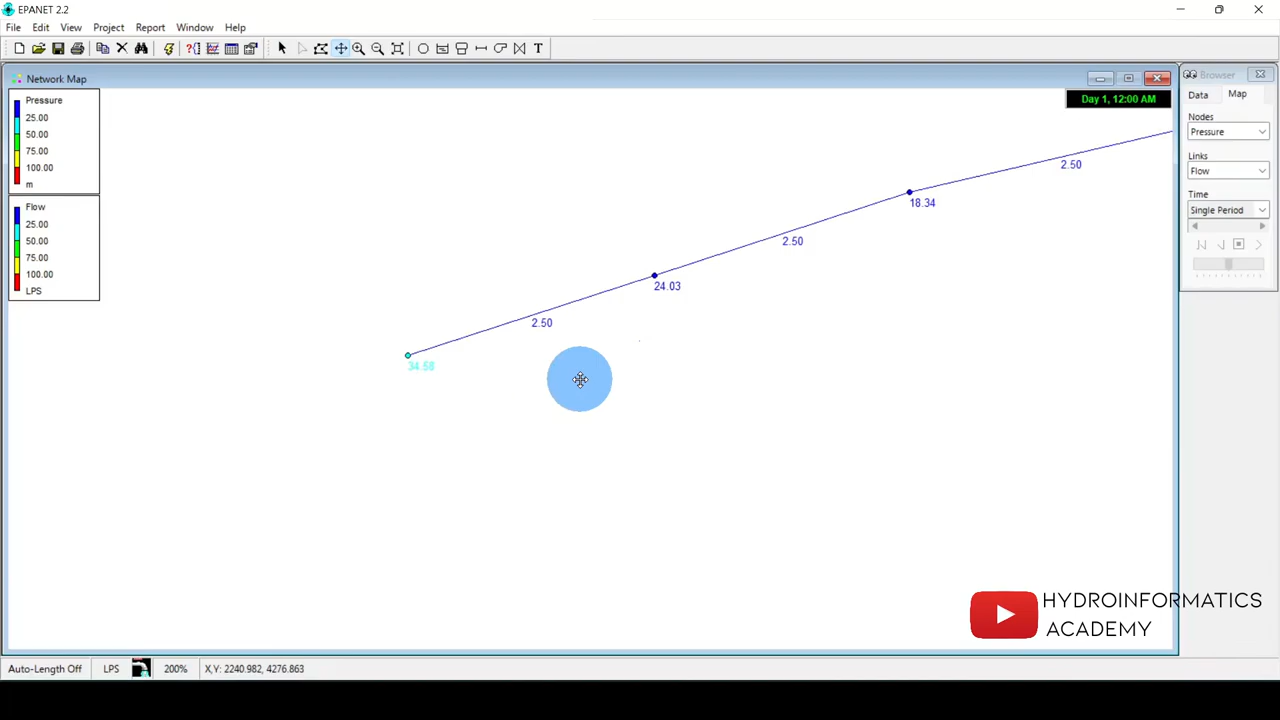 EPANET 2.2
File Edit View Project Report Window Help
Network Map
Browser
Data Map
Day 1, 12:00 AM
Pressure
25.00
50.00
75.00
100.00
m
Flow
25.00
50.00
75.00
100.00
LPS
2.50
18.34
2.50
24.03
2.50
34.58
Nodes
Pressure
Links
Flow
Time
Single Period
HYDROINFORMATICS
ACADEMY
Auto-Length Off LPS 200% X,Y: 2240.982, 4276.863